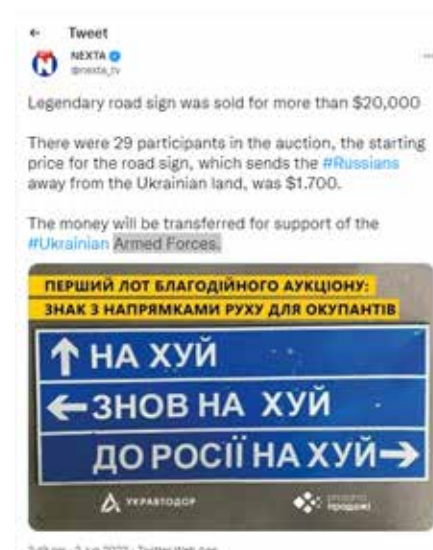 ← Tweet
NEXTA
@nexta_tv
Legendary road sign was sold for more than $20,000
There were 29 participants in the auction, the starting
price for the road sign, which sends the #Russians
away from the Ukrainian land, was $1.700.
The money will be transferred for support of the
#Ukrainian Armed Forces.
ПЕРШИЙ ЛОТ БЛАГОДІЙНОГО АУКЦІОНУ:
ЗНАК З НАПРЯМКАМИ РУХУ ДЛЯ ОКУПАНТІВ
↑ НА ХУЙ
← ЗНОВ НА ХУЙ
ДО РОСІЇ НА ХУЙ →
УКРАВТОДОР
продажі